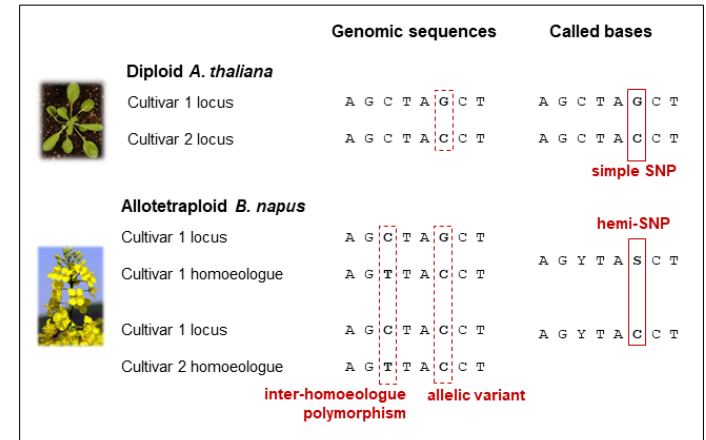 Genomic sequences Called bases
Diploid A. thaliana
Cultivar 1 locus A G C T A G C T A G C T A G C T
Cultivar 2 locus A G C T A C C T A G C T A C C T
simple SNP
Allotetraploid B. napus
hemi-SNP
Cultivar 1 locus A G C T A G C T
A G Y T A S C T
Cultivar 1 homoeologue A G T T A C C T
Cultivar 1 locus A G C T A C C T
A G Y T A C C T
Cultivar 2 homoeologue A G T T A C C T
inter-homoeologue allelic variant
polymorphism